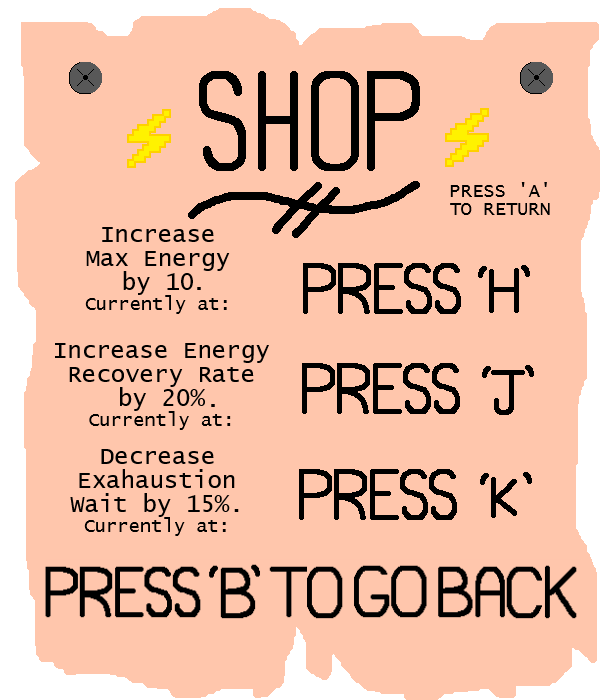 SHOP
PRESS 'A'
TO RETURN
Increase
Max Energy
by 10.
Currently at:
PRESS 'H'
Increase Energy
Recovery Rate
by 20%.
Currently at:
PRESS 'J'
Decrease
Exahaustion
Wait by 15%.
Currently at:
PRESS 'K'
PRESS 'B' TO GO BACK